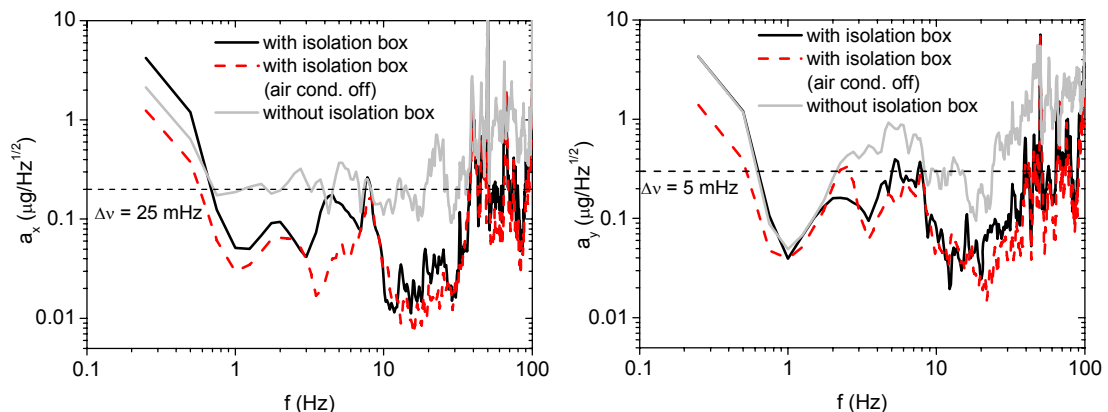 10
1
0.1
0.01
a_x (μg/Hz^1/2)
with isolation box
with isolation box
(air cond. off)
without isolation box
Δν = 25 mHz
0.1 1 10 100
f (Hz)
10
1
0.1
0.01
a_y (μg/Hz^1/2)
with isolation box
with isolation box
(air cond. off)
without isolation box
Δν = 5 mHz
0.1 1 10 100
f (Hz)